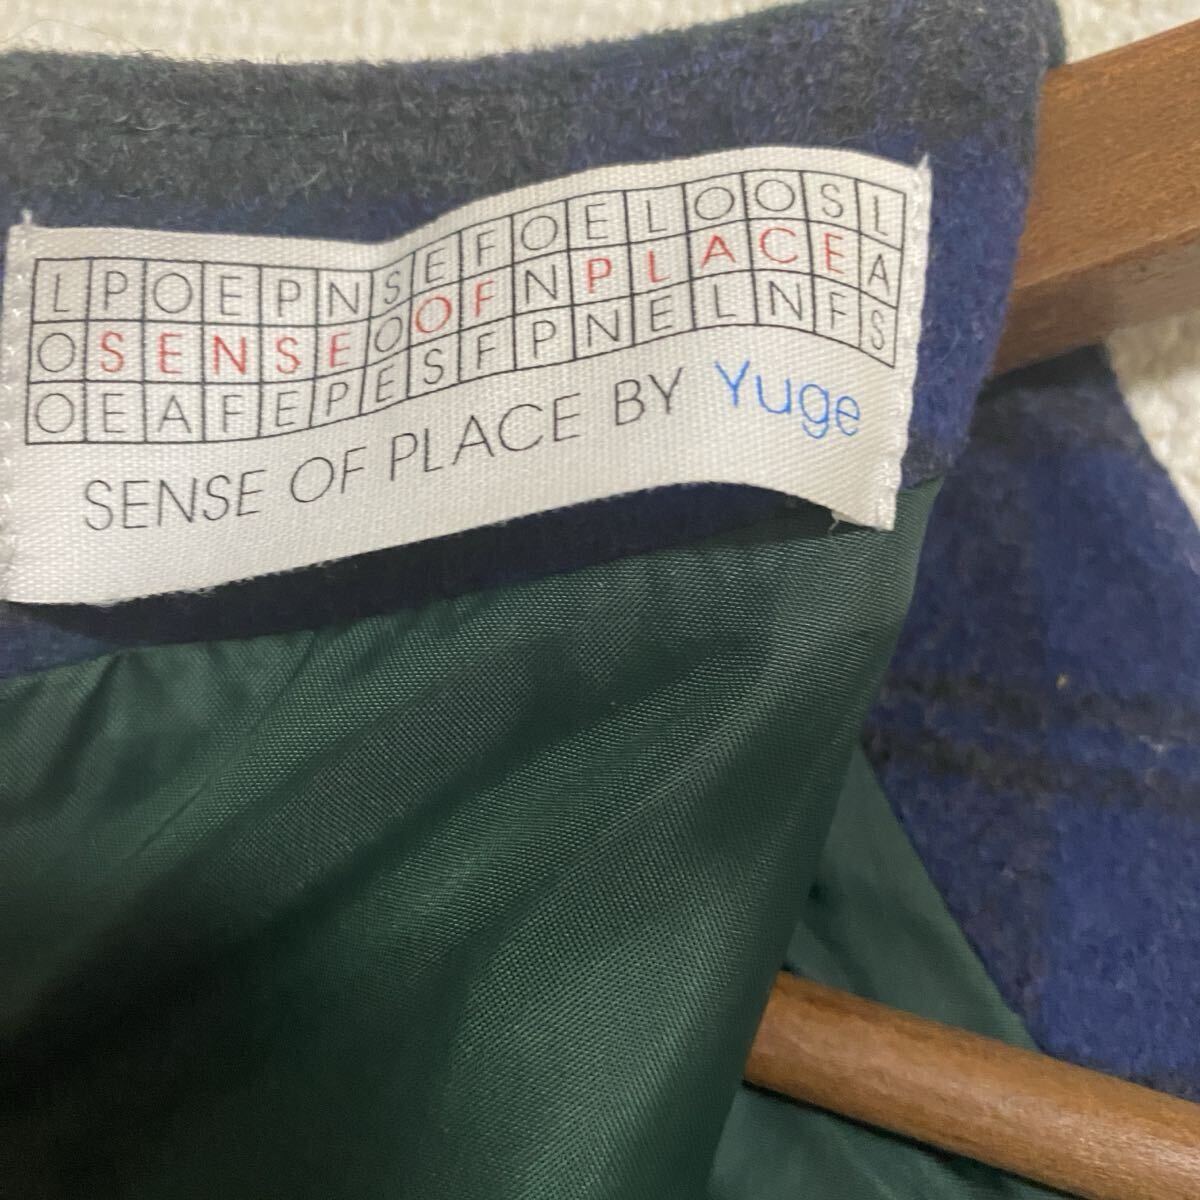 LPOEPNSEFOELOOSL
OSENSEOOFNPLACEA
OEAFEPESFPNELNFS
SENSE OF PLACE BY Yuge